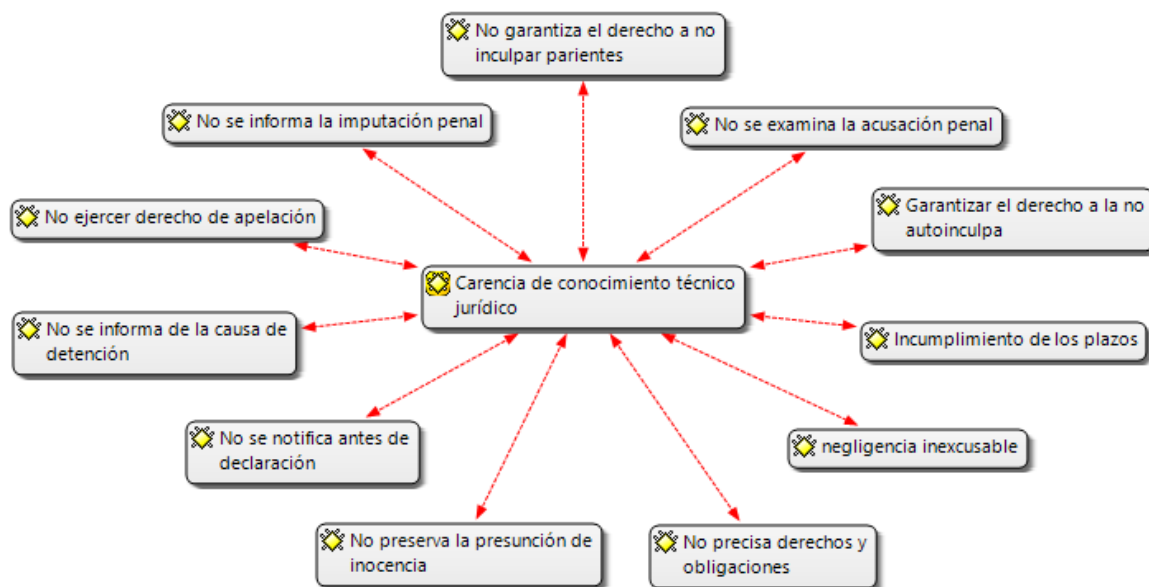 No garantiza el derecho a no
inculpar parientes
No se informa la imputación penal
No se examina la acusación penal
No ejercer derecho de apelación
Garantizar el derecho a la no
autoinculpa
Carencia de conocimiento técnico
jurídico
No se informa de la causa de
detención
Incumplimiento de los plazos
No se notifica antes de
declaración
negligencia inexcusable
No preserva la presunción de
inocencia
No precisa derechos y
obligaciones